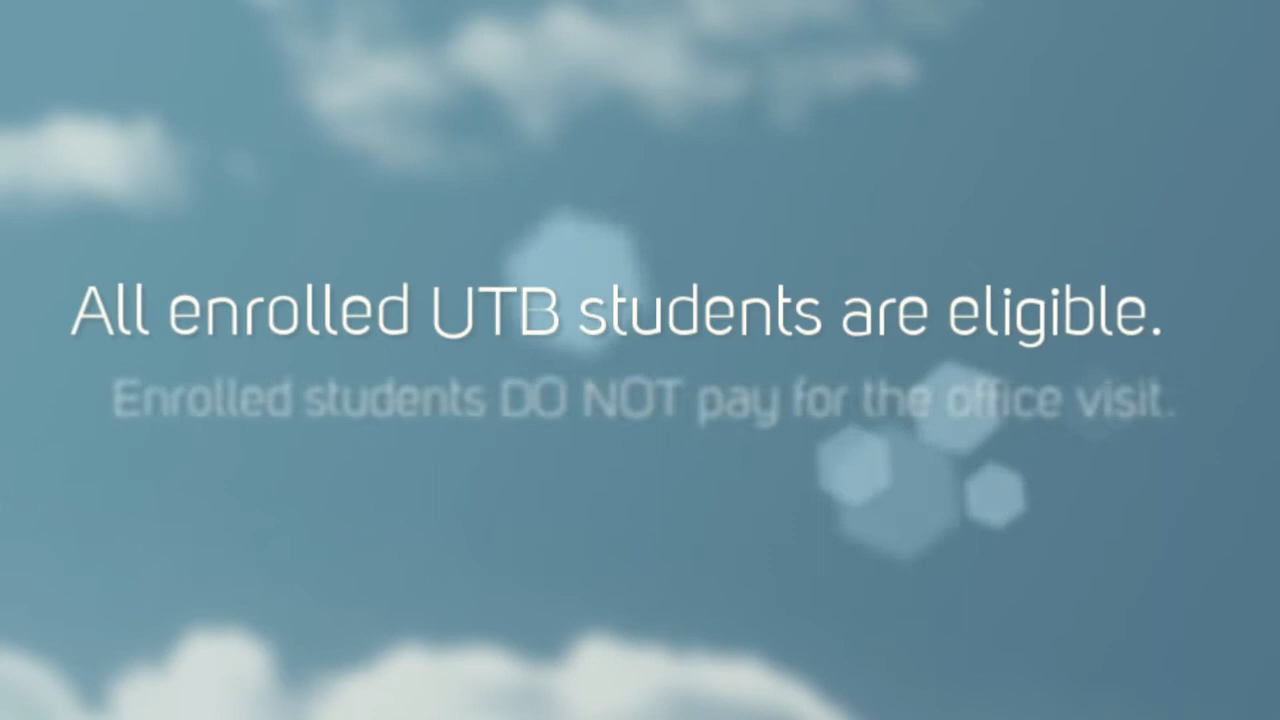 All enrolled UTB students are eligible.
Enrolled students DO NOT pay for the office visit.